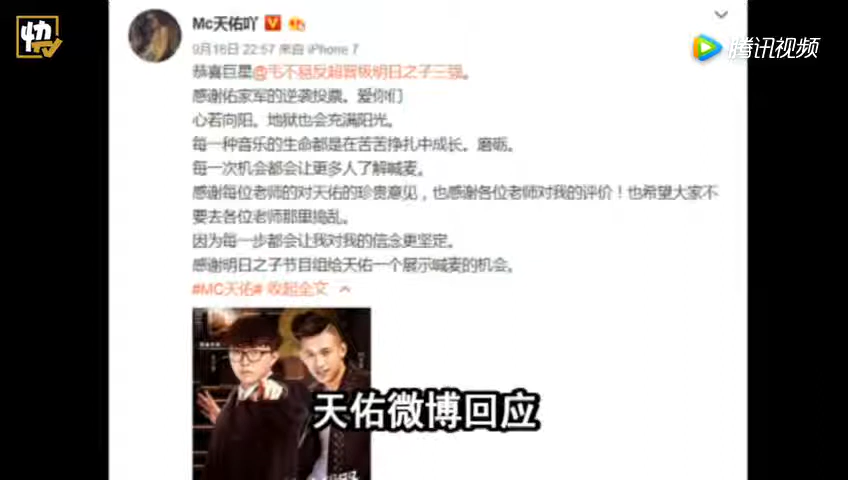 快TV
Mc天佑吖
9月16日 22:57 来自 iPhone 7
腾讯视频
恭喜巨星@毛不易反超晋级明日之子三强。
感谢佑家军的逆袭投票。爱你们
心若向阳。地狱也会充满阳光。
每一种音乐的生命都是在苦苦挣扎中成长。磨砺。
每一次机会都会让更多人了解喊麦。
感谢每位老师的对天佑的珍贵意见，也感谢各位老师对我的评价！也希望大家不
要去各位老师那里捣乱。
因为每一步都会让我对我的信念更坚定。
感谢明日之子节目组给天佑一个展示喊麦的机会。
#MC天佑# 收起全文
天佑微博回应